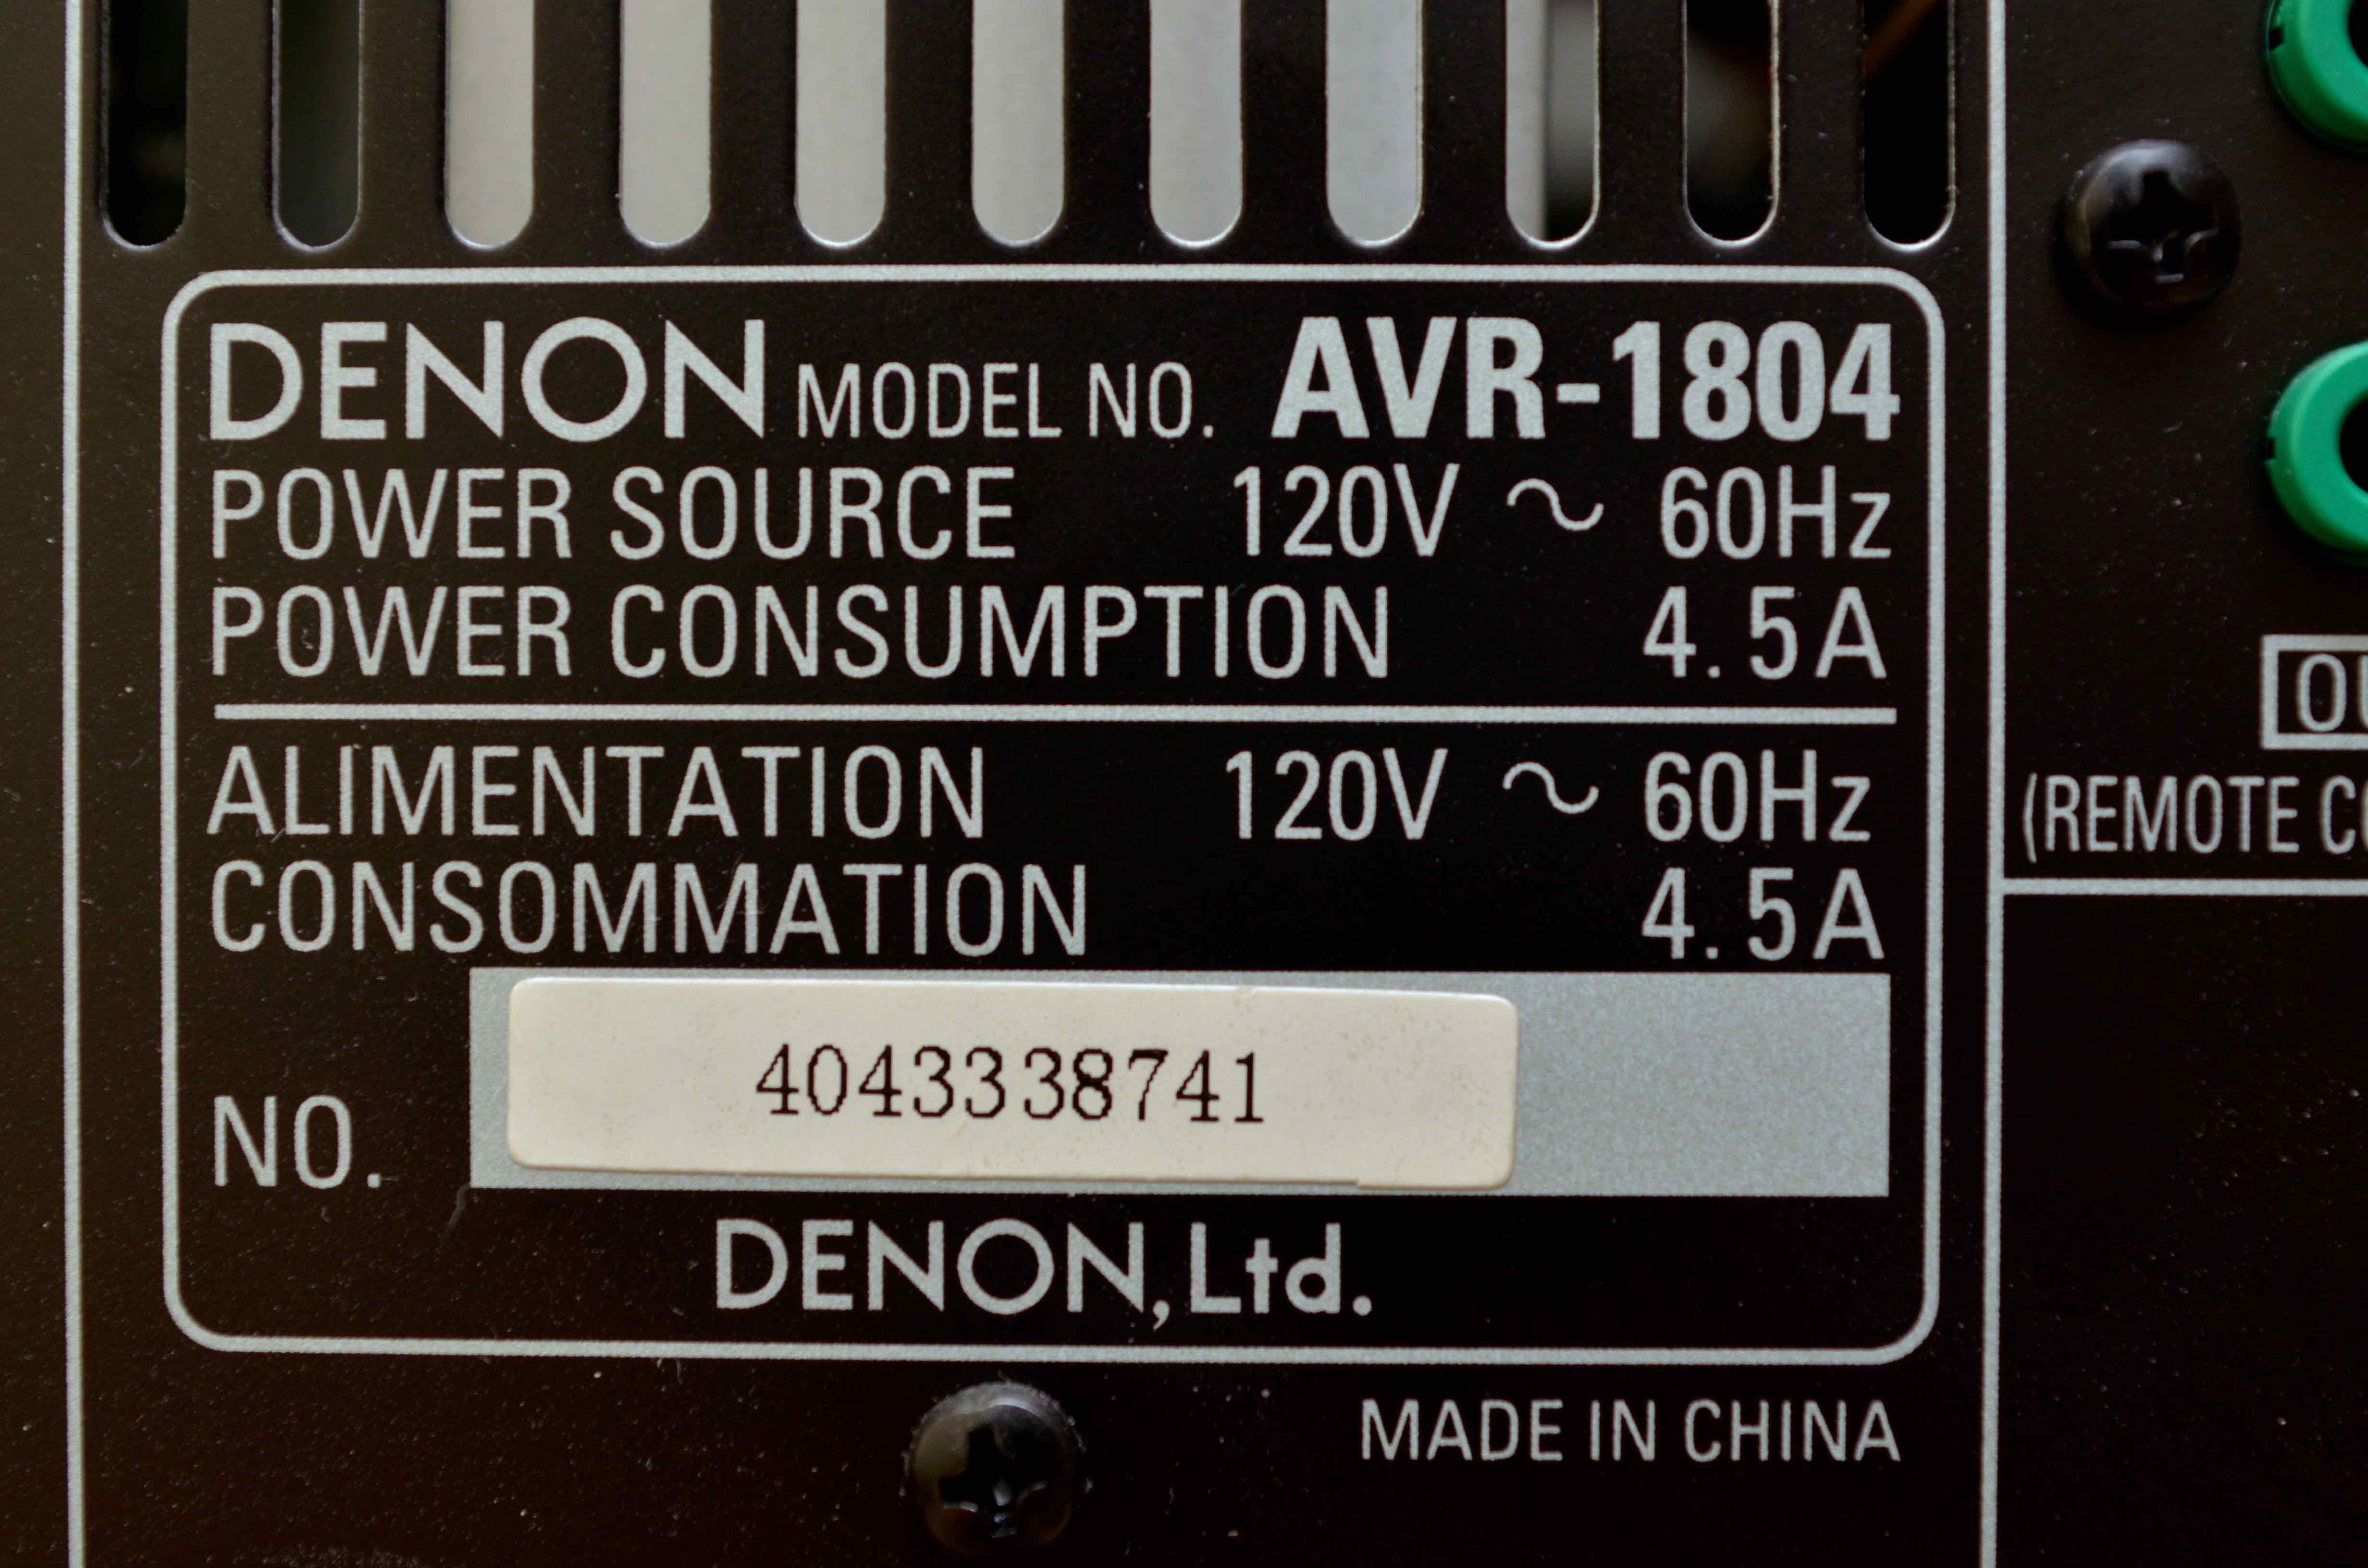 DENON MODEL NO. AVR-1804
POWER SOURCE 120V ~ 60Hz
POWER CONSUMPTION 4.5A
ALIMENTATION 120V ~ 60Hz
CONSOMMATION 4.5A
NO. 4043338741
DENON, Ltd.
MADE IN CHINA
(REMOTE